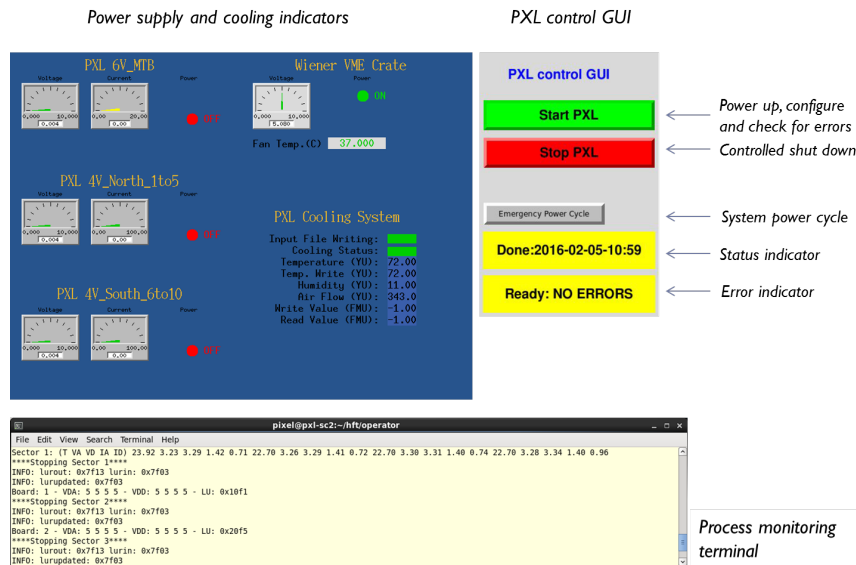 Power supply and cooling indicators
PXL control GUI
PXL 6V_MTB
Voltage Current Power
0,000 10,000 0,00 20,00
0.004 0.00
OFF
Wiener VME Crate
Voltage Power
0,000 10,000
5.080
ON
Fan Temp.(C) 37.000
PXL 4V_North_1to5
Voltage Current Power
0,000 10,000 0,00 100,00
0.004 0.00
OFF
PXL Cooling System
Input File Writing:
Cooling Status:
Temperature (YU): 72.00
Temp. Write (YU): 72.00
Humidity (YU): 11.00
Air Flow (YU): 343.0
Write Value (FMU): -1.00
Read Value (FMU): -1.00
PXL 4V_South_6to10
Voltage Current Power
0,000 10,000 0,00 100,00
0.004 0.00
OFF
PXL control GUI
Start PXL
Stop PXL
Emergency Power Cycle
Done:2016-02-05-10:59
Ready: NO ERRORS
Power up, configure
and check for errors
Controlled shut down
System power cycle
Status indicator
Error indicator
pixel@pxl-sc2:~/hft/operator
File Edit View Search Terminal Help
Sector 1: (T VA VD IA ID) 23.92 3.23 3.29 1.42 0.71 22.70 3.26 3.29 1.41 0.72 22.70 3.30 3.31 1.40 0.74 22.70 3.28 3.34 1.40 0.96
****Stopping Sector 1****
INFO: lurout: 0x7f13 lurin: 0x7f03
INFO: lurupdated: 0x7f03
Board: 1 - VDA: 5 5 5 5 - VDD: 5 5 5 5 - LU: 0x10f1
****Stopping Sector 2****
INFO: lurout: 0x7f13 lurin: 0x7f03
INFO: lurupdated: 0x7f03
Board: 2 - VDA: 5 5 5 5 - VDD: 5 5 5 5 - LU: 0x20f5
****Stopping Sector 3****
INFO: lurout: 0x7f13 lurin: 0x7f03
INFO: lurupdated: 0x7f03
Process monitoring
terminal